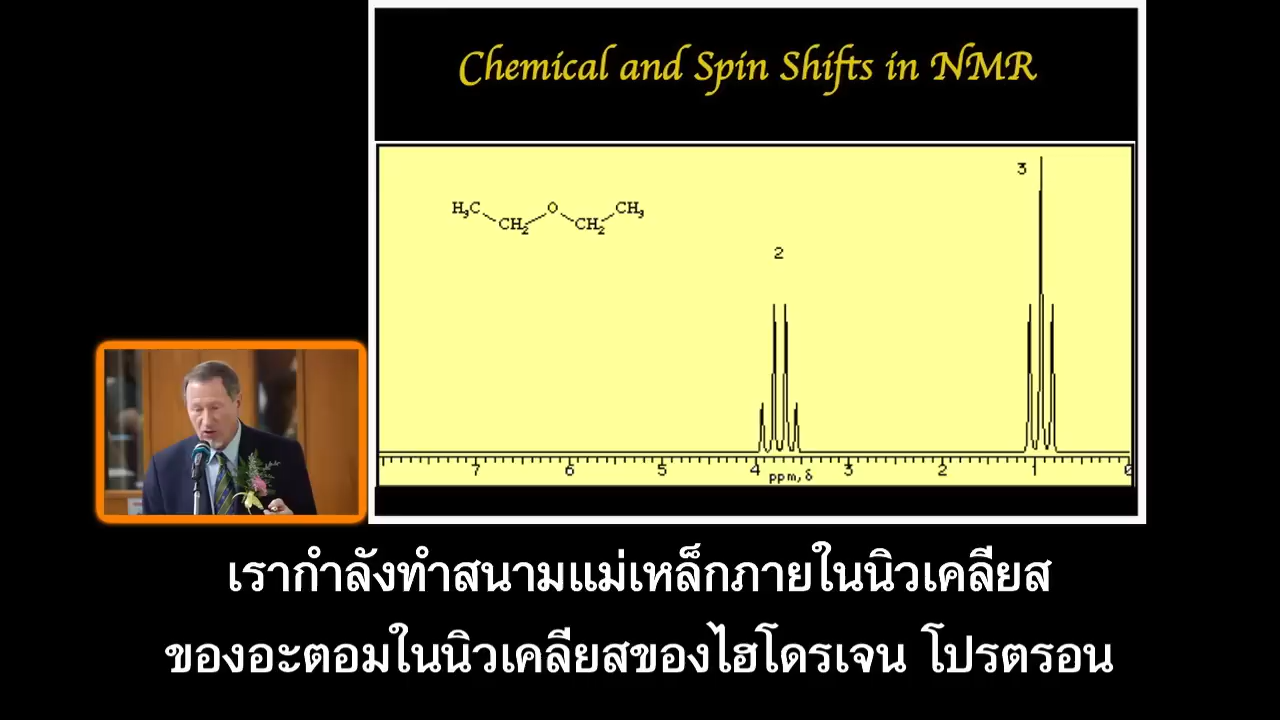 Chemical and Spin Shifts in NMR
3
H₃C O CH₃
CH₂ CH₂
2
7 6 5 4 3 2 1 0
ppm, δ
เรากำลังทำสนามแม่เหล็กภายในนิวเคลียส
ของอะตอมในนิวเคลียสของไฮโดรเจน โปรตรอน